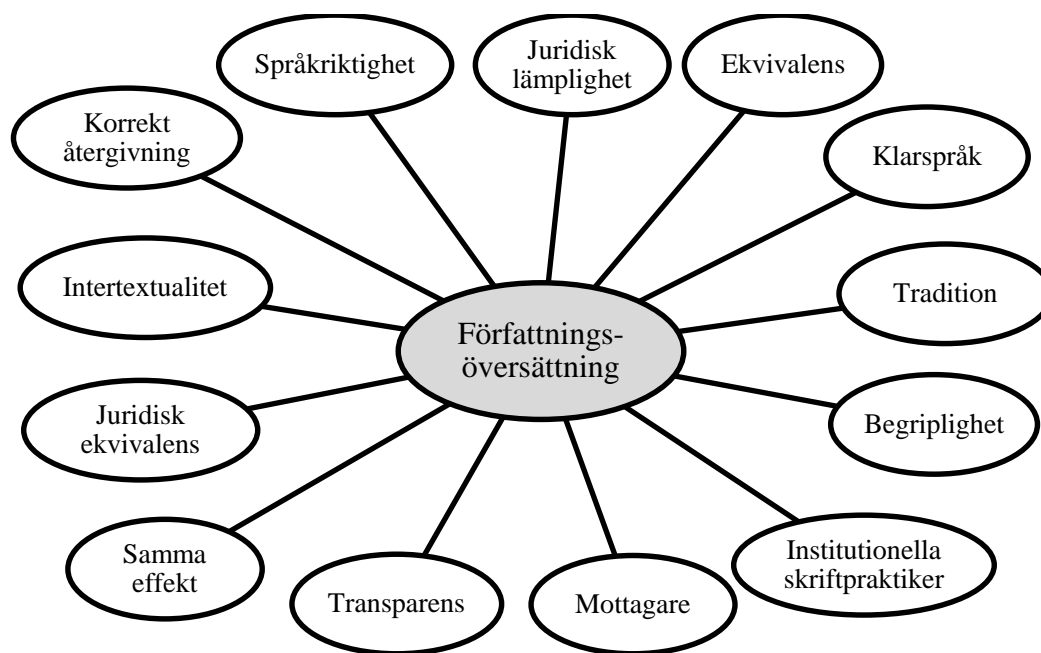 Språkriktighet
Juridisk
lämplighet
Ekvivalens
Korrekt
återgivning
Klarspråk
Intertextualitet
Tradition
Författnings-
översättning
Juridisk
ekvivalens
Begriplighet
Samma
effekt
Transparens
Mottagare
Institutionella
skriftpraktiker